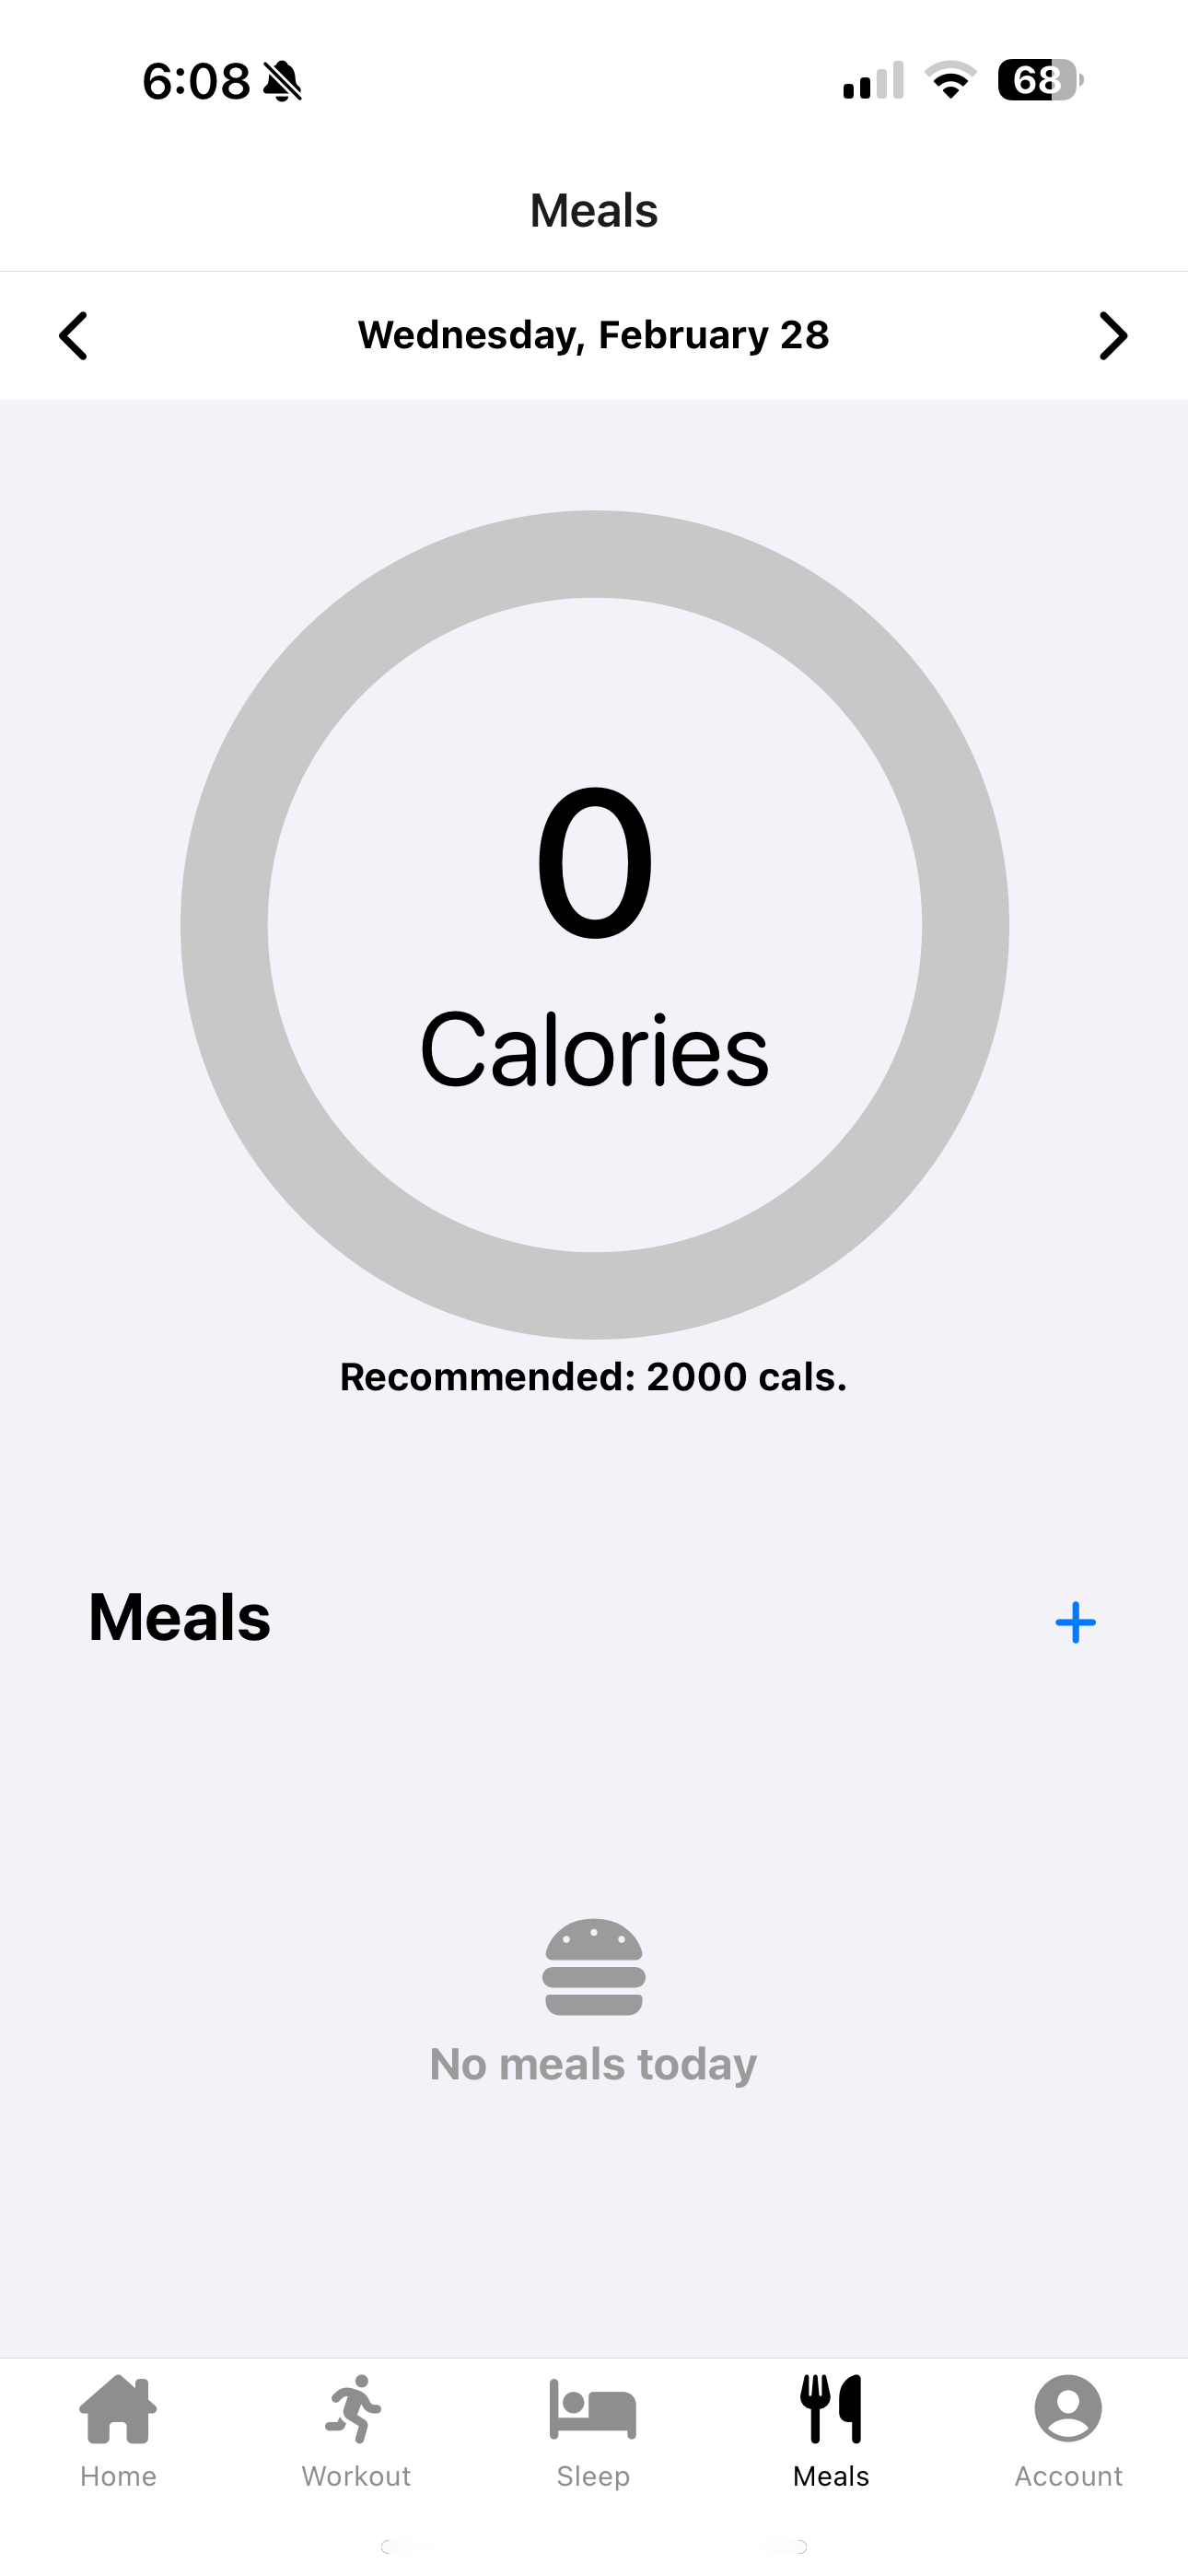 6:08
68
Meals
Wednesday, February 28
0
Calories
Recommended: 2000 cals.
Meals
No meals today
Home Workout Sleep Meals Account